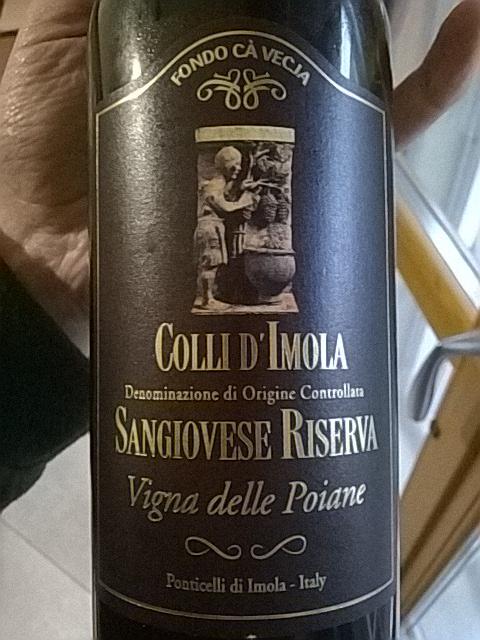 FONDO CÀ VECJA
COLLI D'IMOLA
Denominazione di Origine Controllata
SANGIOVESE RISERVA
Vigna delle Poiane
Ponticelli di Imola - Italy